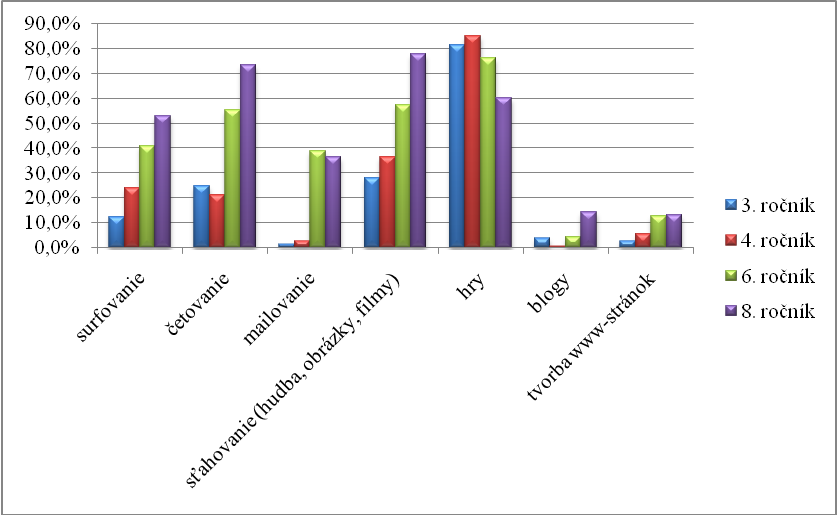 90,0%
80,0%
70,0%
60,0%
50,0%
40,0%
30,0%
20,0%
10,0%
0,0%
surfovanie
četovanie
mailovanie
sťahovanie (hudba, obrázky, filmy)
hry
blogy
tvorba www-stránok
3. ročník
4. ročník
6. ročník
8. ročník